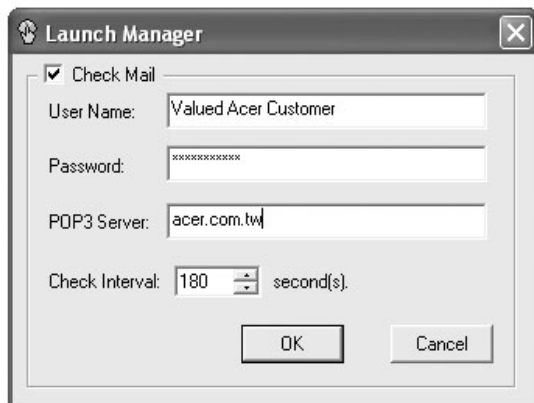 Launch Manager
Check Mail
User Name: Valued Acer Customer
Password: ***********
POP3 Server: acer.com.tw
Check Interval: 180 second(s).
OK Cancel